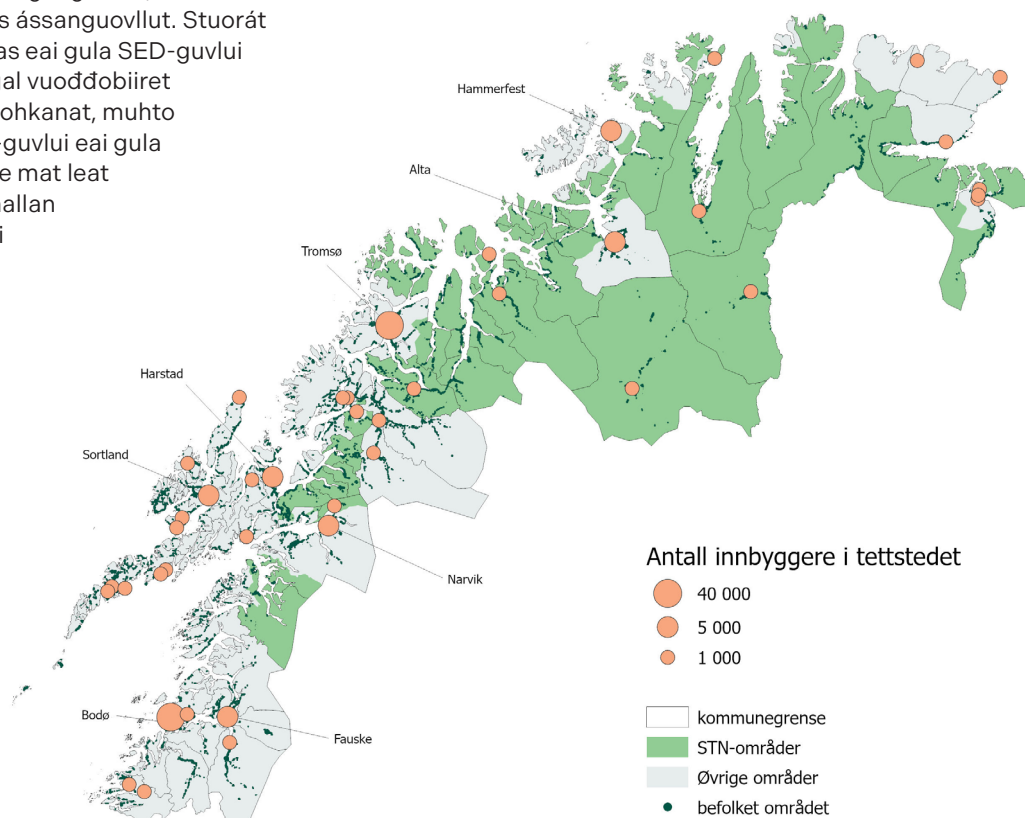 s ássanguovllut. Stuorát
as eai gula SED-guvlui
gal vuođđobiiret
ohkanat, muhto
-guvlui eai gula
e mat leat
nallan
i
Hammerfest
Alta
Tromsø
Harstad
Sortland
Narvik
Bodø
Fauske
Antall innbyggere i tettstedet
40 000
5 000
1 000
kommunegrense
STN-områder
Øvrige områder
befolket området